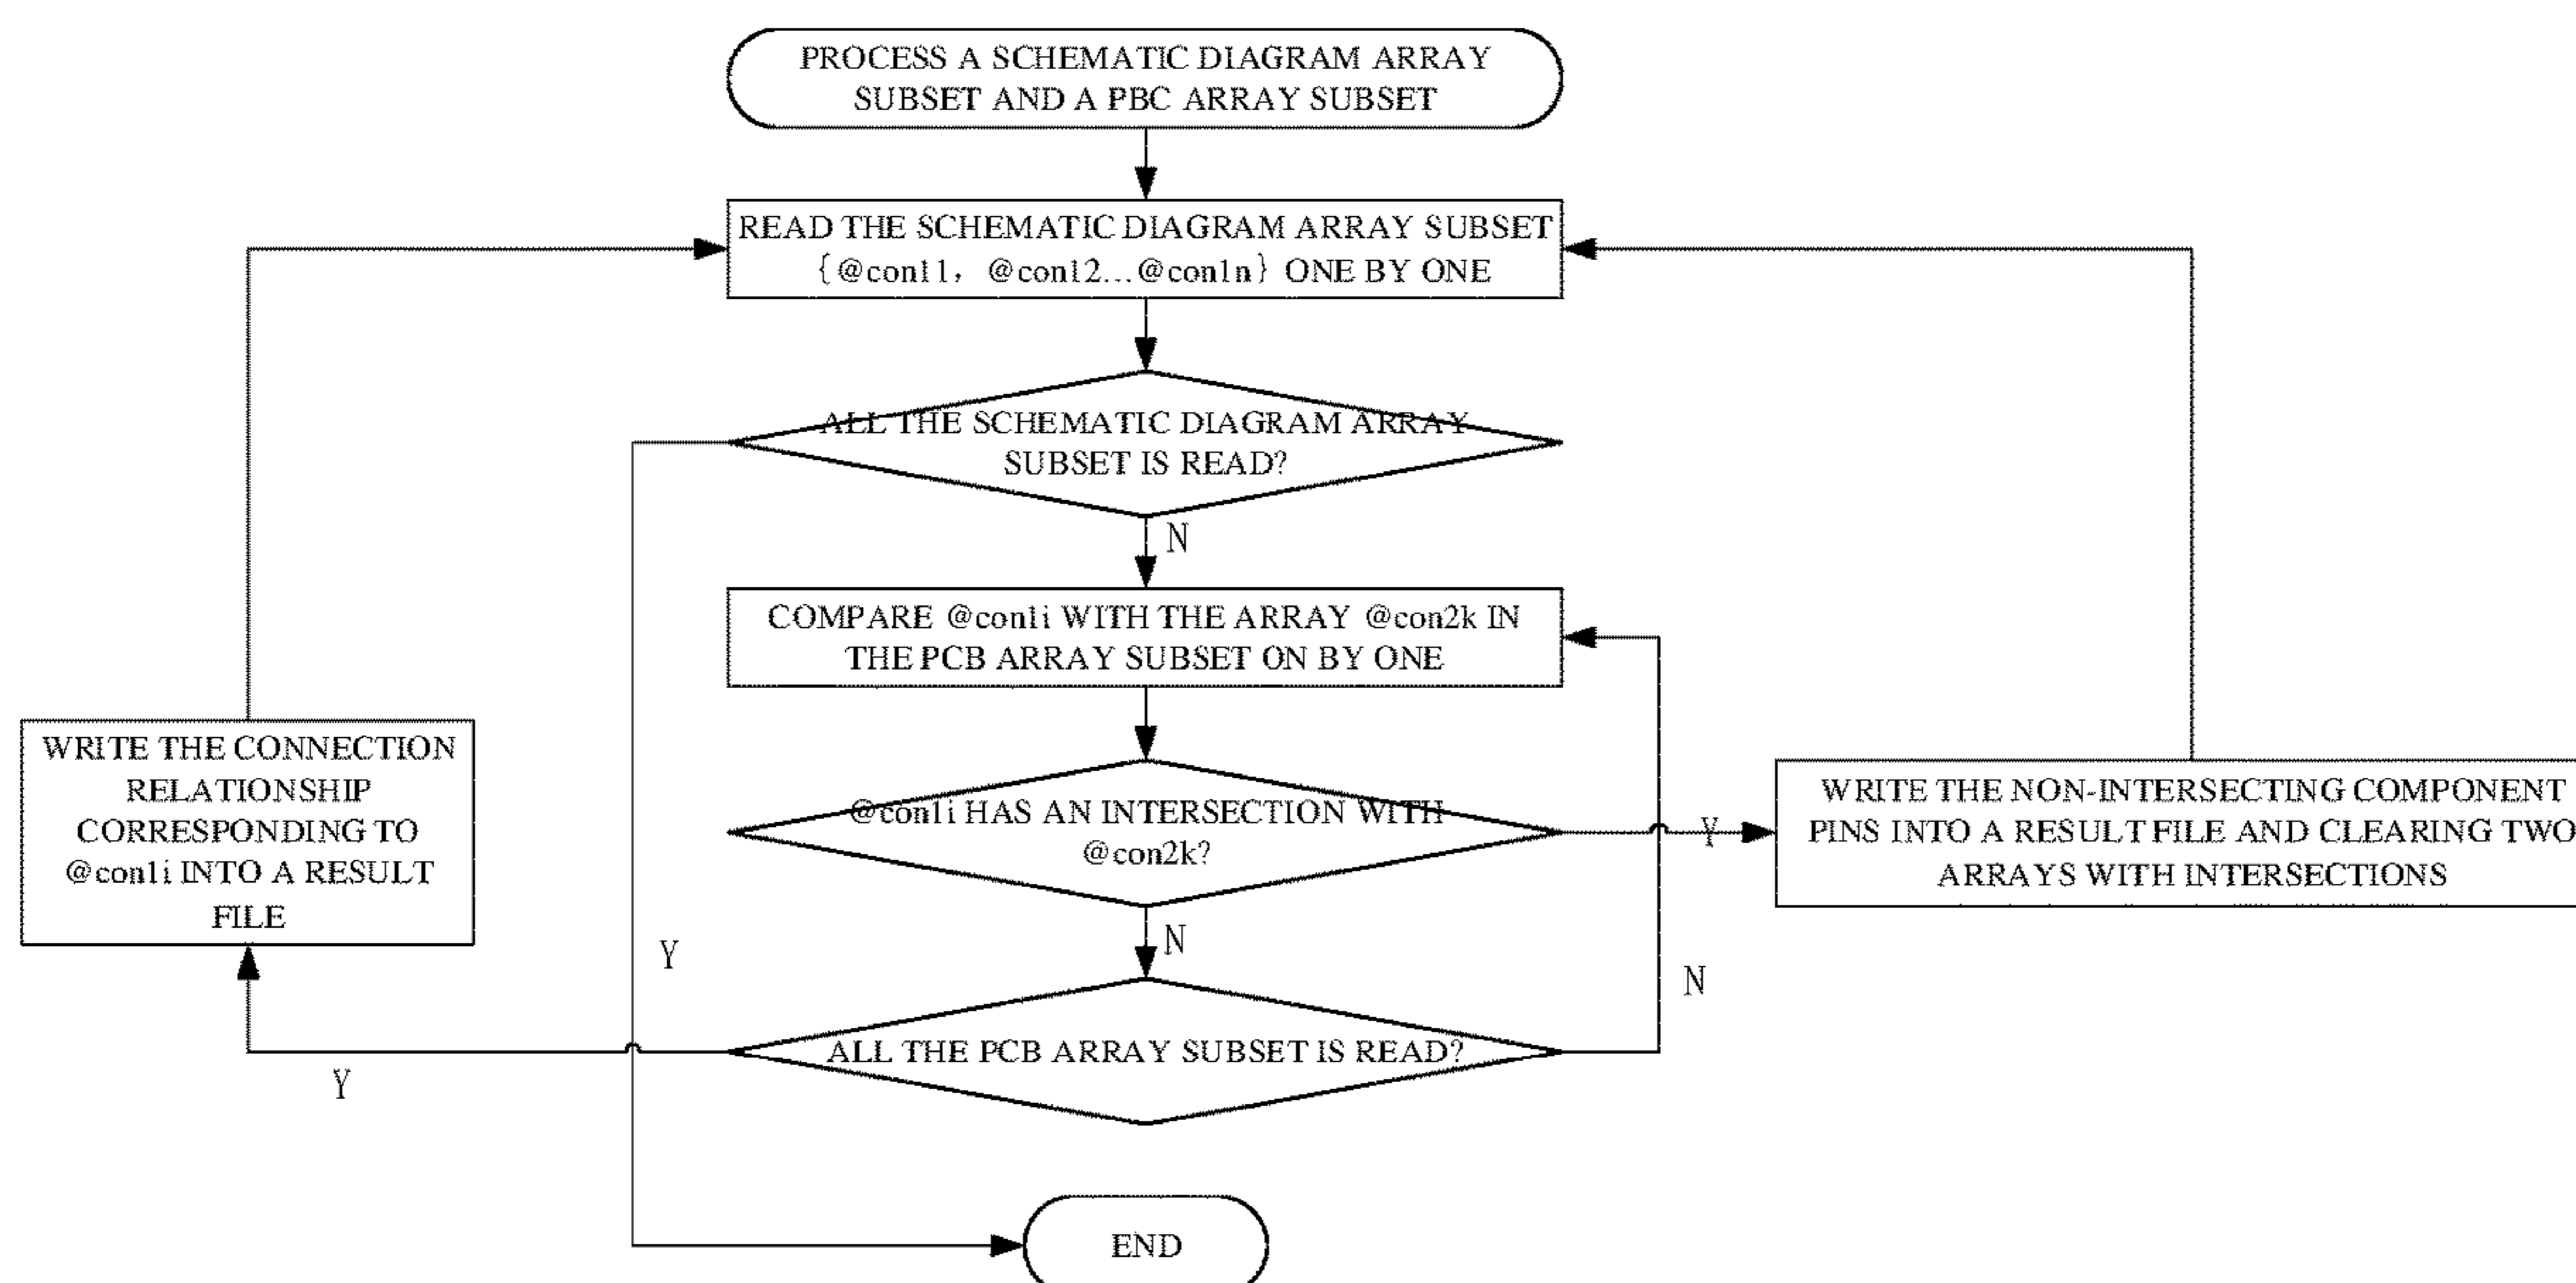 PROCESS A SCHEMATIC DIAGRAM ARRAY
SUBSET AND A PBC ARRAY SUBSET
READ THE SCHEMATIC DIAGRAM ARRAY SUBSET
{@con11, @con12...@con1n} ONE BY ONE
ALL THE SCHEMATIC DIAGRAM ARRAY
SUBSET IS READ?
N
COMPARE @con1i WITH THE ARRAY @con2k IN
THE PCB ARRAY SUBSET ON BY ONE
WRITE THE CONNECTION
RELATIONSHIP
CORRESPONDING TO
@con1i INTO A RESULT
FILE
@con1i HAS AN INTERSECTION WITH
@con2k?
Y
WRITE THE NON-INTERSECTING COMPONENT
PINS INTO A RESULT FILE AND CLEARING TWO
ARRAYS WITH INTERSECTIONS
Y
N
N
ALL THE PCB ARRAY SUBSET IS READ?
Y
END